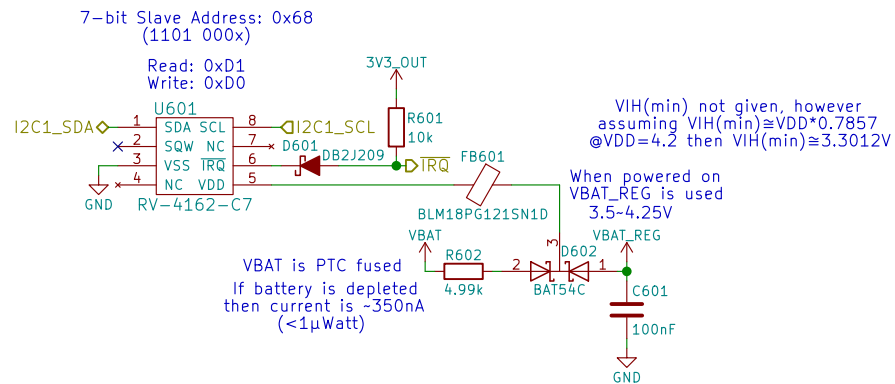 7-bit Slave Address: 0x68
(1101 000x)
Read: 0xD1
Write: 0xD0
3V3_OUT
U601
R601
10k
I2C1_SDA
1
SDA SCL
8
I2C1_SCL
2
SQW NC
7
D601
3
VSS IRQ
6
DB2J209
IRQ
4
NC VDD
5
GND
RV-4162-C7
FB601
BLM18PG121SN1D
VIH(min) not given, however
assuming VIH(min)≅VDD*0.7857
@VDD=4.2 then VIH(min)≅3.3012V
When powered on
VBAT_REG is used
3.5~4.25V
VBAT
3
D602
VBAT_REG
VBAT is PTC fused
R602
4.99k
2
1
BAT54C
If battery is depleted
then current is ~350nA
(<1µWatt)
C601
100nF
GND